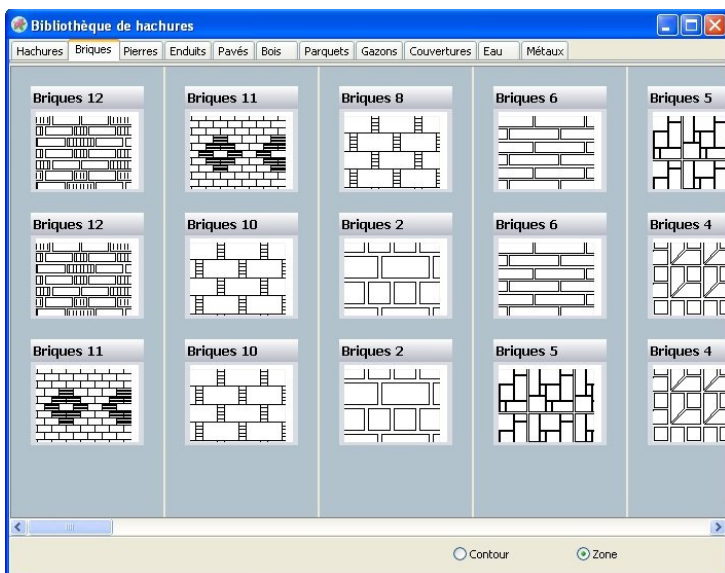 Bibliothèque de hachures
Hachures Briques Pierres Enduits Pavés Bois Parquets Gazons Couvertures Eau Métaux
Briques 12 Briques 11 Briques 8 Briques 6 Briques 5
Briques 12 Briques 10 Briques 2 Briques 6 Briques 4
Briques 11 Briques 10 Briques 2 Briques 5 Briques 4
Contour Zone